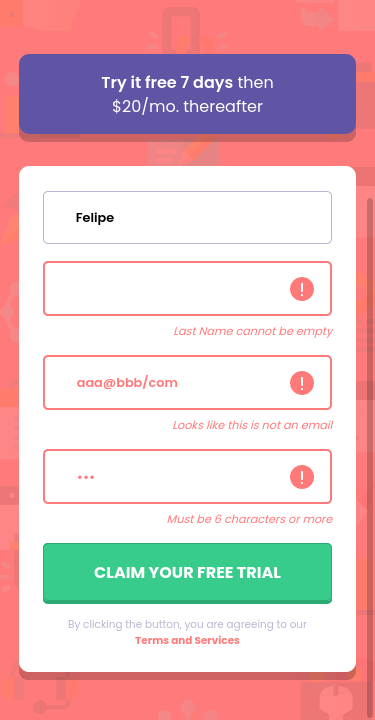 Try it free 7 days then
$20/mo. thereafter
Felipe
Last Name cannot be empty
aaa@bbb/com
Looks like this is not an email
•••
Must be 6 characters or more
CLAIM YOUR FREE TRIAL
By clicking the button, you are agreeing to our
Terms and Services